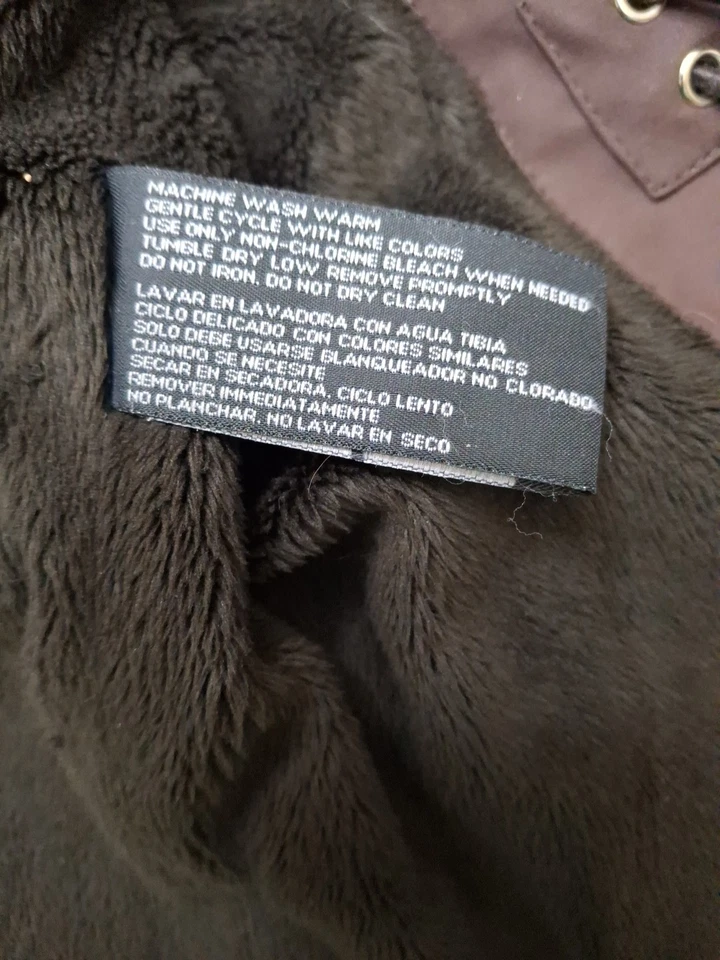 MACHINE WASH WARM
GENTLE CYCLE WITH LIKE COLORS
USE ONLY NON-CHLORINE BLEACH WHEN NEEDED
TUMBLE DRY LOW. REMOVE PROMPTLY
DO NOT IRON. DO NOT DRY CLEAN
LAVAR EN LAVADORA CON AGUA TIBIA
CICLO DELICADO CON COLORES SIMILARES
SOLO DEBE USARSE BLANQUEADOR NO CLORADO
CUANDO SE NECESITE
SECAR EN SECADORA. CICLO LENTO
REMOVER IMMEDIATAMENTE
NO PLANCHAR. NO LAVAR EN SECO